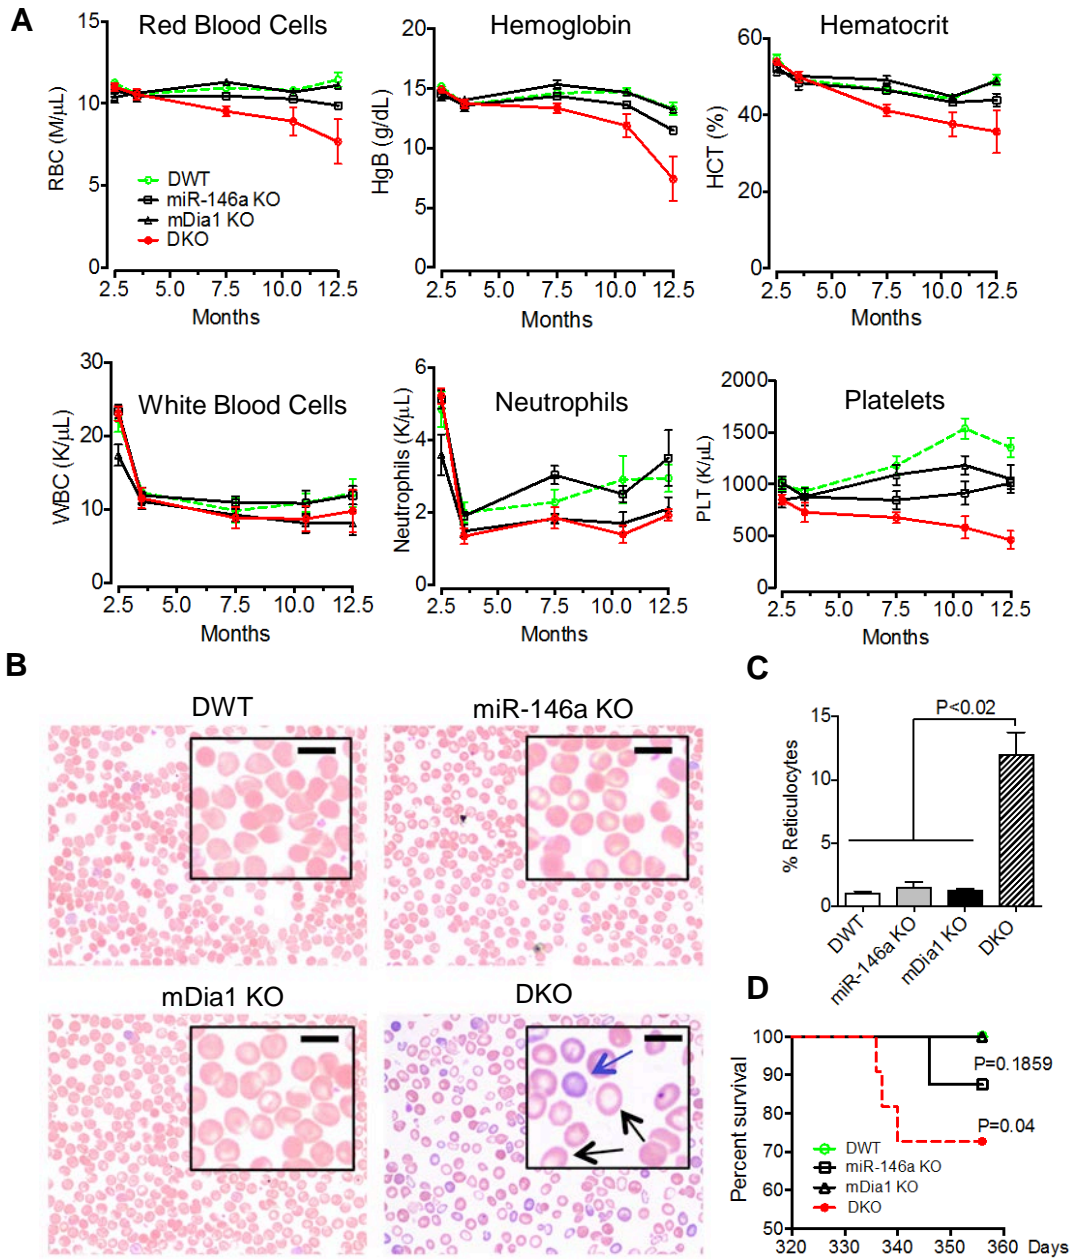 A
Red Blood Cells
15
10
5
0
RBC (M/μL)
DWT
miR-146a KO
mDia1 KO
DKO
2.5 5.0 7.5 10.0 12.5
Months
Hemoglobin
20
15
10
5
0
HgB (g/dL)
2.5 5.0 7.5 10.0 12.5
Months
Hematocrit
60
40
20
0
HCT (%)
2.5 5.0 7.5 10.0 12.5
Months
White Blood Cells
30
20
10
0
WBC (K/μL)
2.5 5.0 7.5 10.0 12.5
Months
Neutrophils
6
4
2
0
Neutrophils (K/μL)
2.5 5.0 7.5 10.0 12.5
Months
Platelets
2000
1500
1000
500
0
PLT (K/μL)
2.5 5.0 7.5 10.0 12.5
Months
B
DWT
miR-146a KO
mDia1 KO
DKO
C
P<0.02
15
10
5
0
% Reticulocytes
DWT
miR-146a KO
mDia1 KO
DKO
D
100
90
80
70
60
50
Percent survival
P=0.1859
P=0.04
DWT
miR-146a KO
mDia1 KO
DKO
320 330 340 350 360 Days